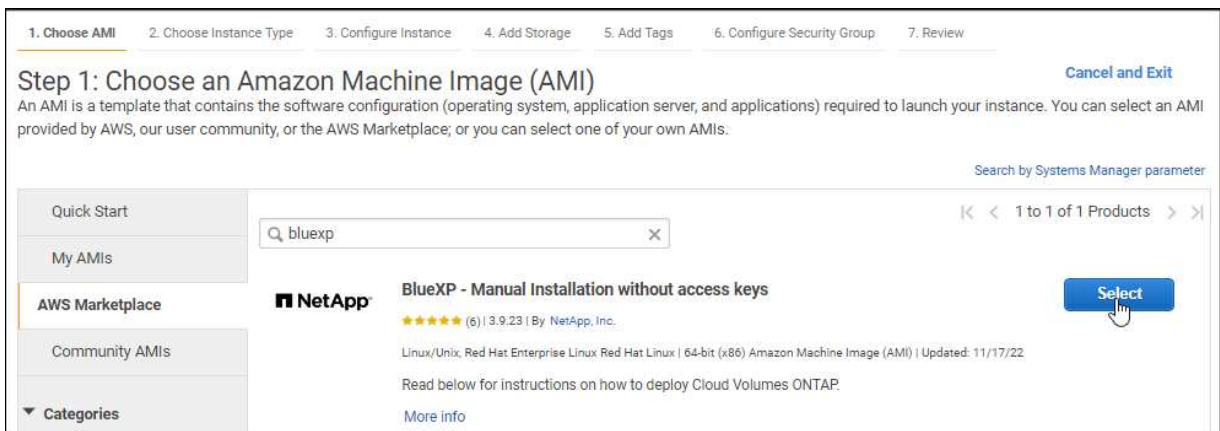 1. Choose AMI 2. Choose Instance Type 3. Configure Instance 4. Add Storage 5. Add Tags 6. Configure Security Group 7. Review
Step 1: Choose an Amazon Machine Image (AMI)
Cancel and Exit
An AMI is a template that contains the software configuration (operating system, application server, and applications) required to launch your instance. You can select an AMI
provided by AWS, our user community, or the AWS Marketplace; or you can select one of your own AMIs.
Search by Systems Manager parameter
Quick Start
My AMIs
AWS Marketplace
Community AMIs
Categories
bluexp
1 to 1 of 1 Products
NetApp
BlueXP - Manual Installation without access keys
(6) | 3.9.23 | By NetApp, Inc.
Linux/Unix, Red Hat Enterprise Linux Red Hat Linux | 64-bit (x86) Amazon Machine Image (AMI) | Updated: 11/17/22
Read below for instructions on how to deploy Cloud Volumes ONTAP.
More info
Select